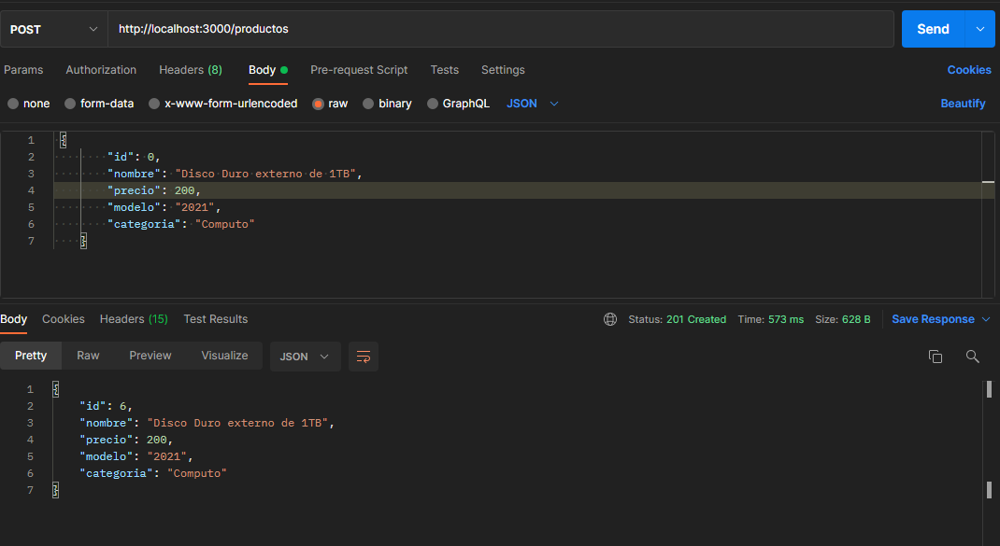 POST http://localhost:3000/productos Send
Params Authorization Headers (8) Body Pre-request Script Tests Settings Cookies
none form-data x-www-form-urlencoded raw binary GraphQL JSON Beautify
1 {
2 "id": 0,
3 "nombre": "Disco Duro externo de 1TB",
4 "precio": 200,
5 "modelo": "2021",
6 "categoria": "Computo"
7 }
Body Cookies Headers (15) Test Results Status: 201 Created Time: 573 ms Size: 628 B Save Response
Pretty Raw Preview Visualize JSON
1 {
2 "id": 6,
3 "nombre": "Disco Duro externo de 1TB",
4 "precio": 200,
5 "modelo": "2021",
6 "categoria": "Computo"
7 }